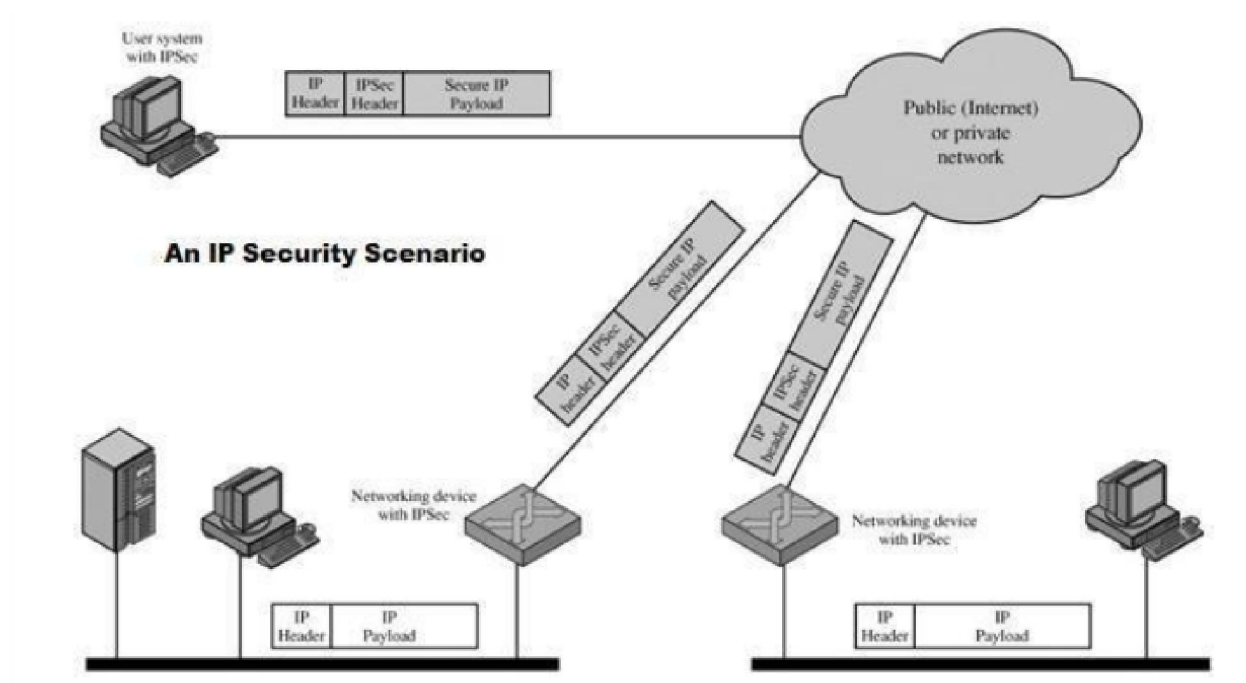 User system
with IPSec
IP
Header
IPSec
Header
Secure IP
Payload
Public (Internet)
or private
network
An IP Security Scenario
IP
header
IPSec
header
Secure IP
payload
IP
header
IPSec
header
Secure IP
payload
Networking device
with IPSec
Networking device
with IPSec
IP
Header
IP
Payload
IP
Header
IP
Payload